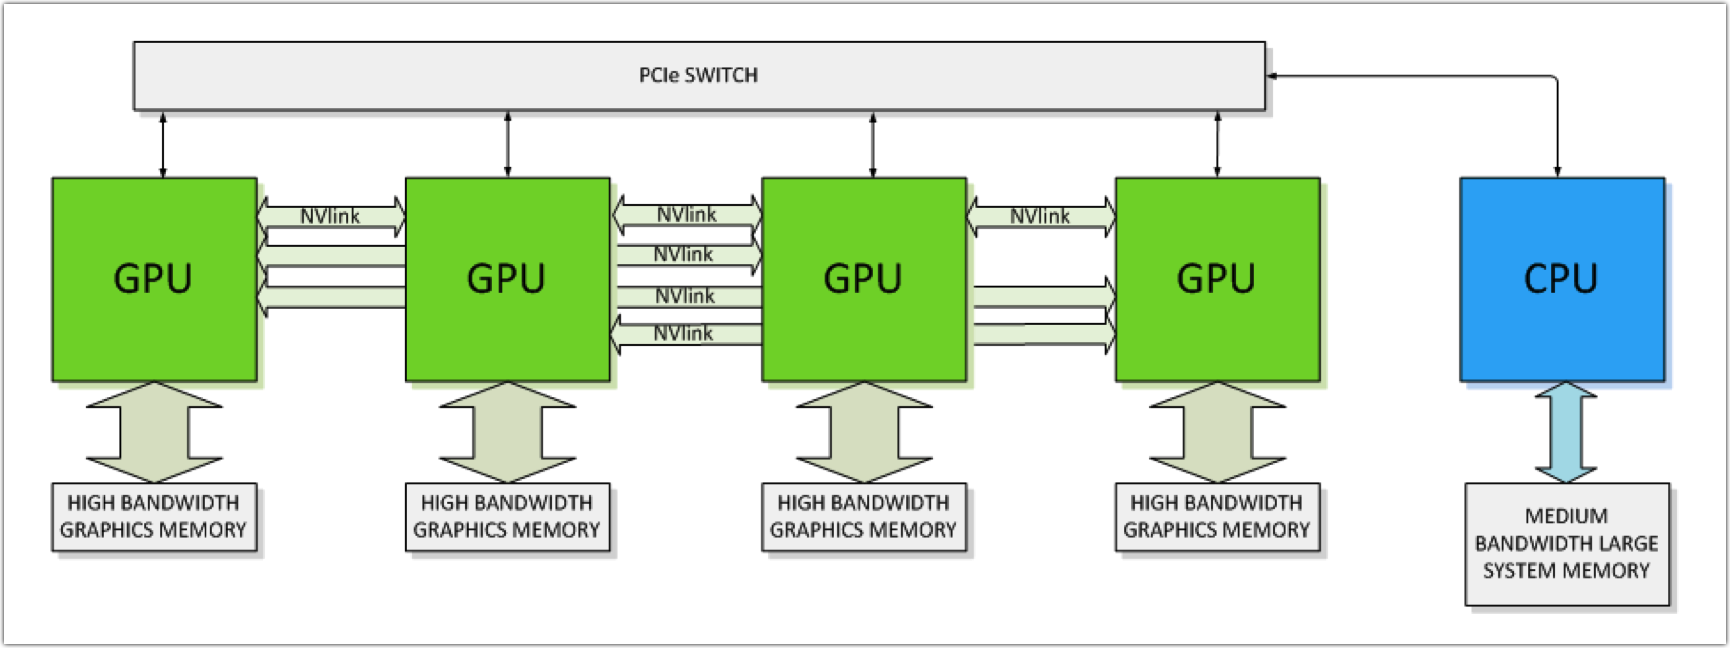 PCIe SWITCH
NVlink
NVlink
NVlink
NVlink
NVlink
NVlink
GPU
GPU
GPU
GPU
CPU
HIGH BANDWIDTH
GRAPHICS MEMORY
HIGH BANDWIDTH
GRAPHICS MEMORY
HIGH BANDWIDTH
GRAPHICS MEMORY
HIGH BANDWIDTH
GRAPHICS MEMORY
MEDIUM
BANDWIDTH LARGE
SYSTEM MEMORY